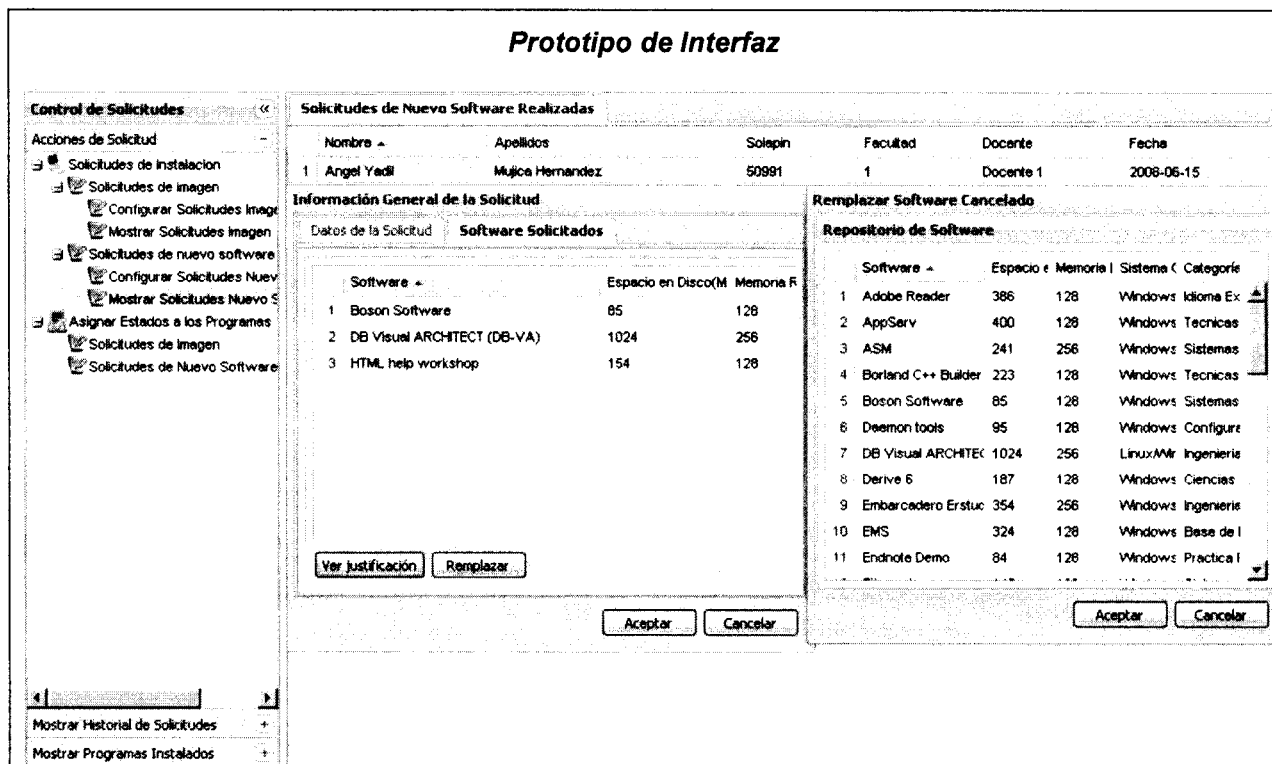 Prototipo de Interfaz
Control de Solicitudes «
Acciones de Solicitud −
Solicitudes de instalacion
Solicitudes de imagen
Configurar Solicitudes Image
Mostrar Solicitudes Imagen
Solicitudes de nuevo software
Configurar Solicitudes Nuev
Mostrar Solicitudes Nuevo S
Asignar Estados a los Programas
Solicitudes de Imagen
Solicitudes de Nuevo Software
Mostrar Historial de Solicitudes +
Mostrar Programas Instalados +
Solicitudes de Nuevo Software Realizadas
Nombre Apellidos Solapin Facultad Docente Fecha
1 Angel Yadil Mujica Hernandez 50991 1 Docente 1 2008-06-15
Información General de la Solicitud
Datos de la Solicitud Software Solicitados
Software Espacio en Disco(M Memoria R
1 Boson Software 85 128
2 DB Visual ARCHITECT (DB-VA) 1024 256
3 HTML help workshop 154 128
Ver justificación Remplazar
Aceptar Cancelar
Remplazar Software Cancelado
Repositorio de Software
Software Espacio e Memoria Sistema Categoría
1 Adobe Reader 386 128 Windows Idioma Ex
2 AppServ 400 128 Windows Tecnicas
3 ASM 241 256 Windows Sistemas
4 Borland C++ Builder 223 128 Windows Tecnicas
5 Boson Software 85 128 Windows Sistemas
6 Daemon tools 95 128 Windows Configura
7 DB Visual ARCHITEC 1024 256 Linux/Wir Ingenieria
8 Derive 6 187 128 Windows Ciencias
9 Embarcadero Erstuc 354 256 Windows Ingenieria
10 EMS 324 128 Windows Base de
11 Endnote Demo 84 128 Windows Practica
Aceptar Cancelar